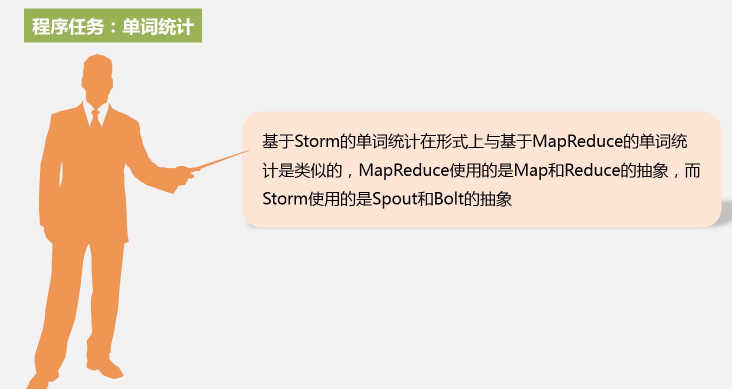 程序任务：单词统计
基于Storm的单词统计在形式上与基于MapReduce的单词统
计是类似的，MapReduce使用的是Map和Reduce的抽象，而
Storm使用的是Spout和Bolt的抽象